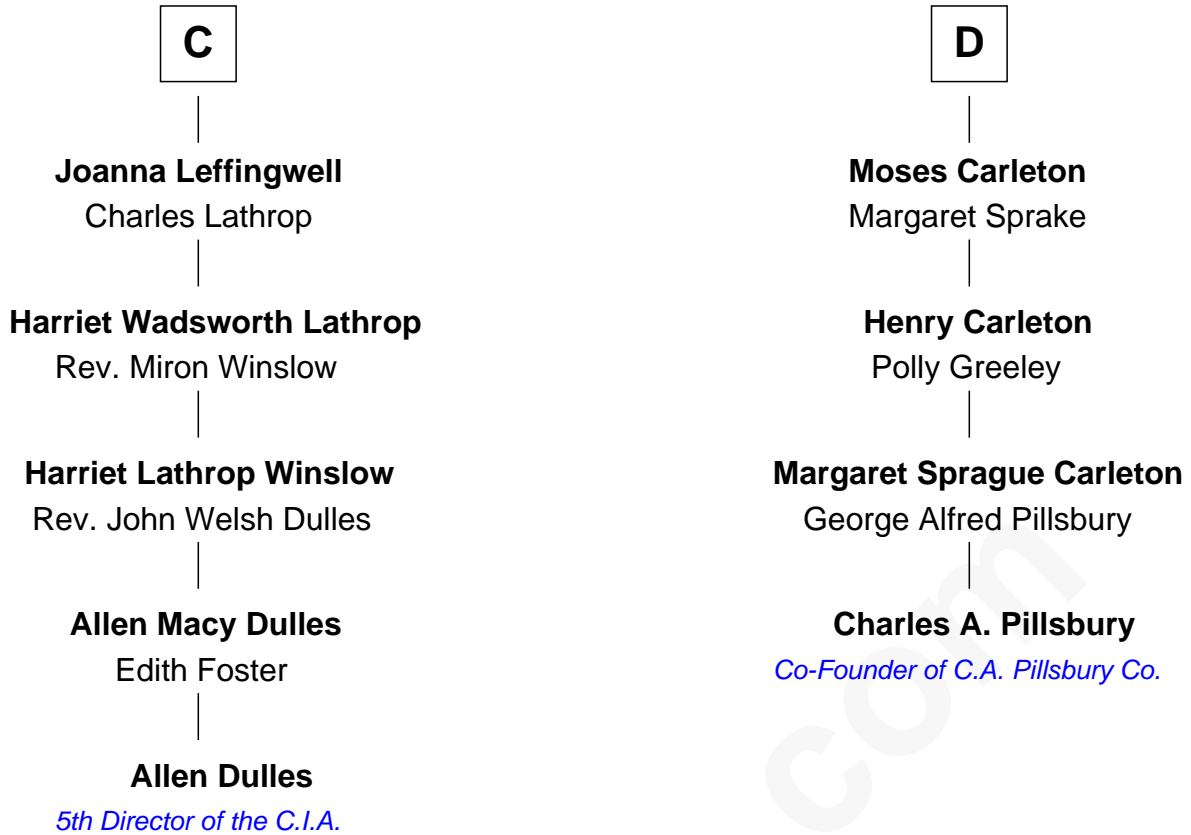 C
Joanna Leffingwell
Charles Lathrop
Harriet Wadsworth Lathrop
Rev. Miron Winslow
Harriet Lathrop Winslow
Rev. John Welsh Dulles
Allen Macy Dulles
Edith Foster
Allen Dulles
5th Director of the C.I.A.
D
Moses Carleton
Margaret Sprake
Henry Carleton
Polly Greeley
Margaret Sprague Carleton
George Alfred Pillsbury
Charles A. Pillsbury
Co-Founder of C.A. Pillsbury Co.
com